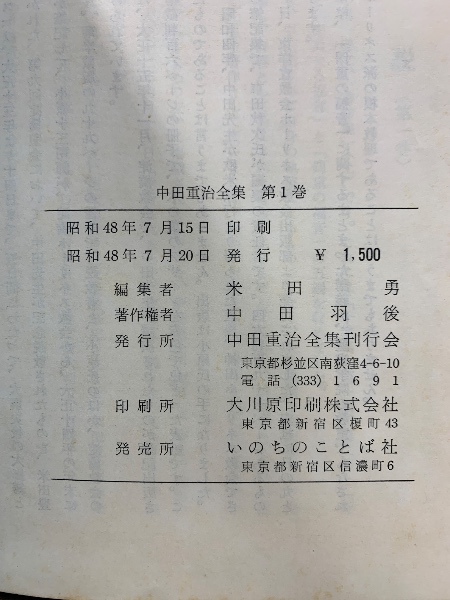 中田重治全集 第1巻
昭和48年7月15日 印刷
昭和48年7月20日 発行 ¥ 1,500
編集者 米田勇
著作権者 中田羽後
発行所 中田重治全集刊行会
東京都杉並区南荻窪4-6-10
電話 (333) 1691
印刷所 大川原印刷株式会社
東京都新宿区榎町43
発売所 いのちのことば社
東京都新宿区信濃町6